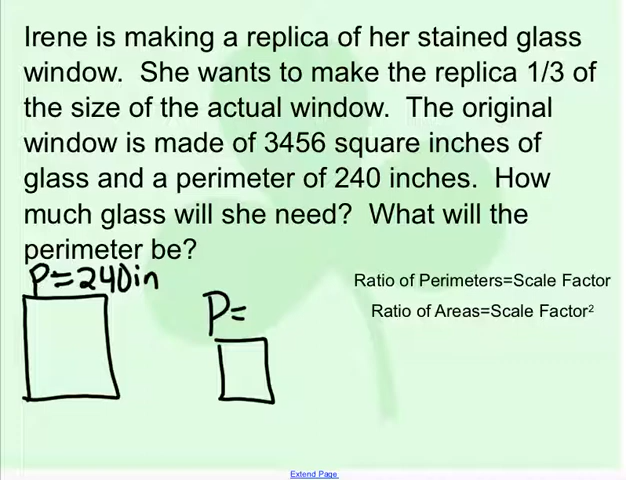 Irene is making a replica of her stained glass
window.  She wants to make the replica 1/3 of
the size of the actual window.  The original
window is made of 3456 square inches of
glass and a perimeter of 240 inches.  How
much glass will she need?  What will the
perimeter be?
P=240in
Ratio of Perimeters=Scale Factor
P=
Ratio of Areas=Scale Factor²
Extend Page